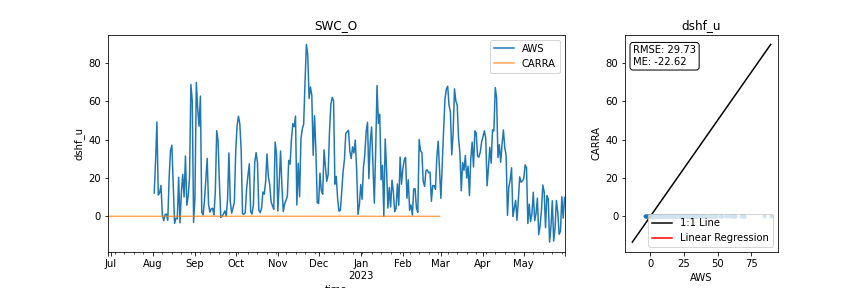 SWC_O
dshf_u
AWS
CARRA
80
60
40
20
0
dshf_u
Jul Aug Sep Oct Nov Dec Jan Feb Mar Apr May
2023
time
RMSE: 29.73
ME: -22.62
80
60
40
20
0
CARRA
1:1 Line
Linear Regression
0 25 50 75
AWS